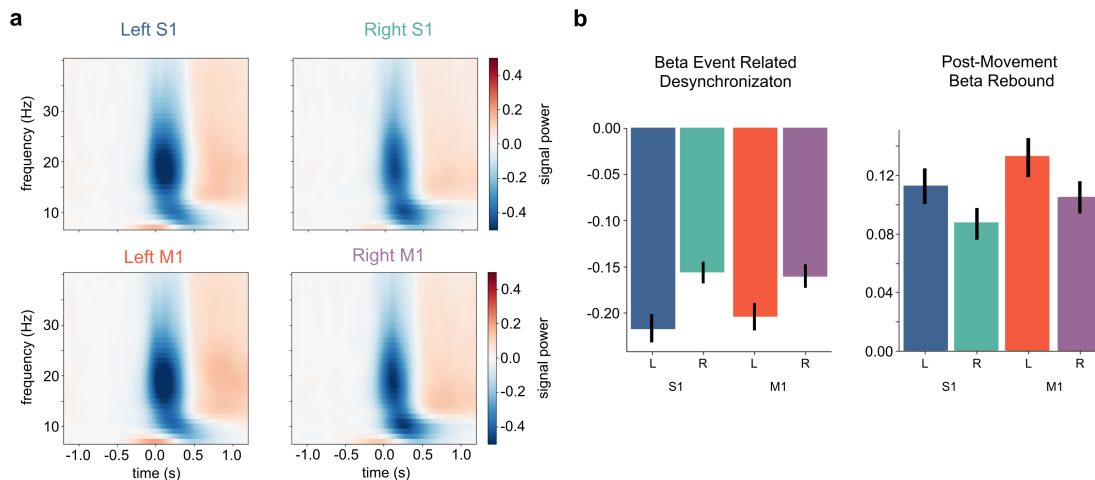 a
Left S1
Right S1
frequency (Hz)
30
20
10
0.4
0.2
0.0
-0.2
-0.4
signal power
Left M1
Right M1
frequency (Hz)
30
20
10
-1.0 -0.5 0.0 0.5 1.0
time (s)
-1.0 -0.5 0.0 0.5 1.0
time (s)
0.4
0.2
0.0
-0.2
-0.4
signal power
b
Beta Event Related
Desynchronizaton
0.00
-0.05
-0.10
-0.15
-0.20
L R L R
S1 M1
Post-Movement
Beta Rebound
0.12
0.08
0.04
0.00
L R L R
S1 M1